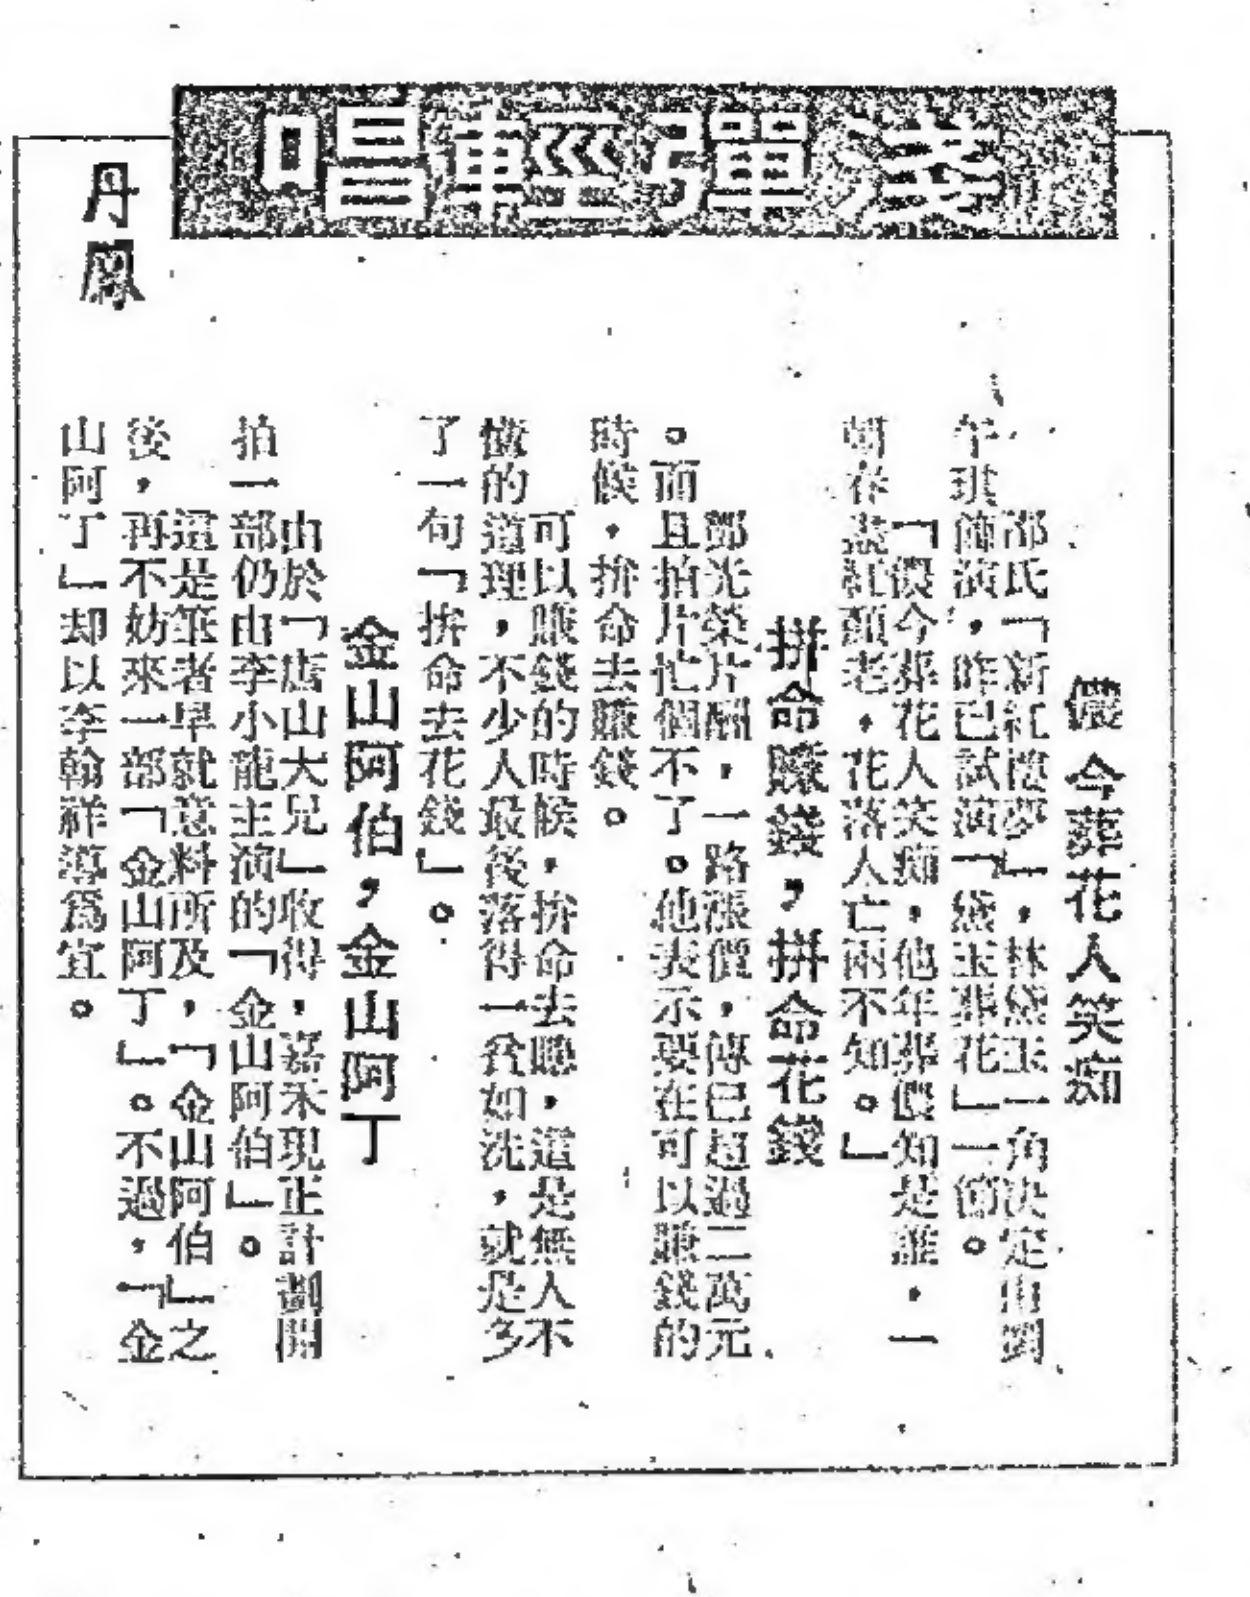 淺彈輕唱
丹鳳
儂今葬花人笑痴
邵氏「新紅樓夢」，林黛玉一角決定由劉
午琪飾演，昨已試演「黛玉葬花」一節。
「儂今葬花人笑痴，他年葬儂知是誰，一
朝春盡紅顏老，花落人亡兩不知。」
拼命賺錢，拼命花錢
鄧光榮片酬，一路漲價，傳已超過二萬元
。而且拍片忙個不了。他表示要在可以賺錢的
時候，拚命去賺錢。
可以賺錢的時候，拚命去賺，這是無人不
懂的道理，不少人最後落得一貧如洗，就是多
了一句「拚命去花錢」。
金山阿伯，金山阿丁
由於「唐山大兄」收得，嘉禾現正計劃開
拍一部仍由李小龍主演的「金山阿伯」。
這是筆者早就意料所及，「金山阿伯」之
後，再不妨來一部「金山阿丁」。不過，「金
山阿丁」却以李翰祥導爲宜。